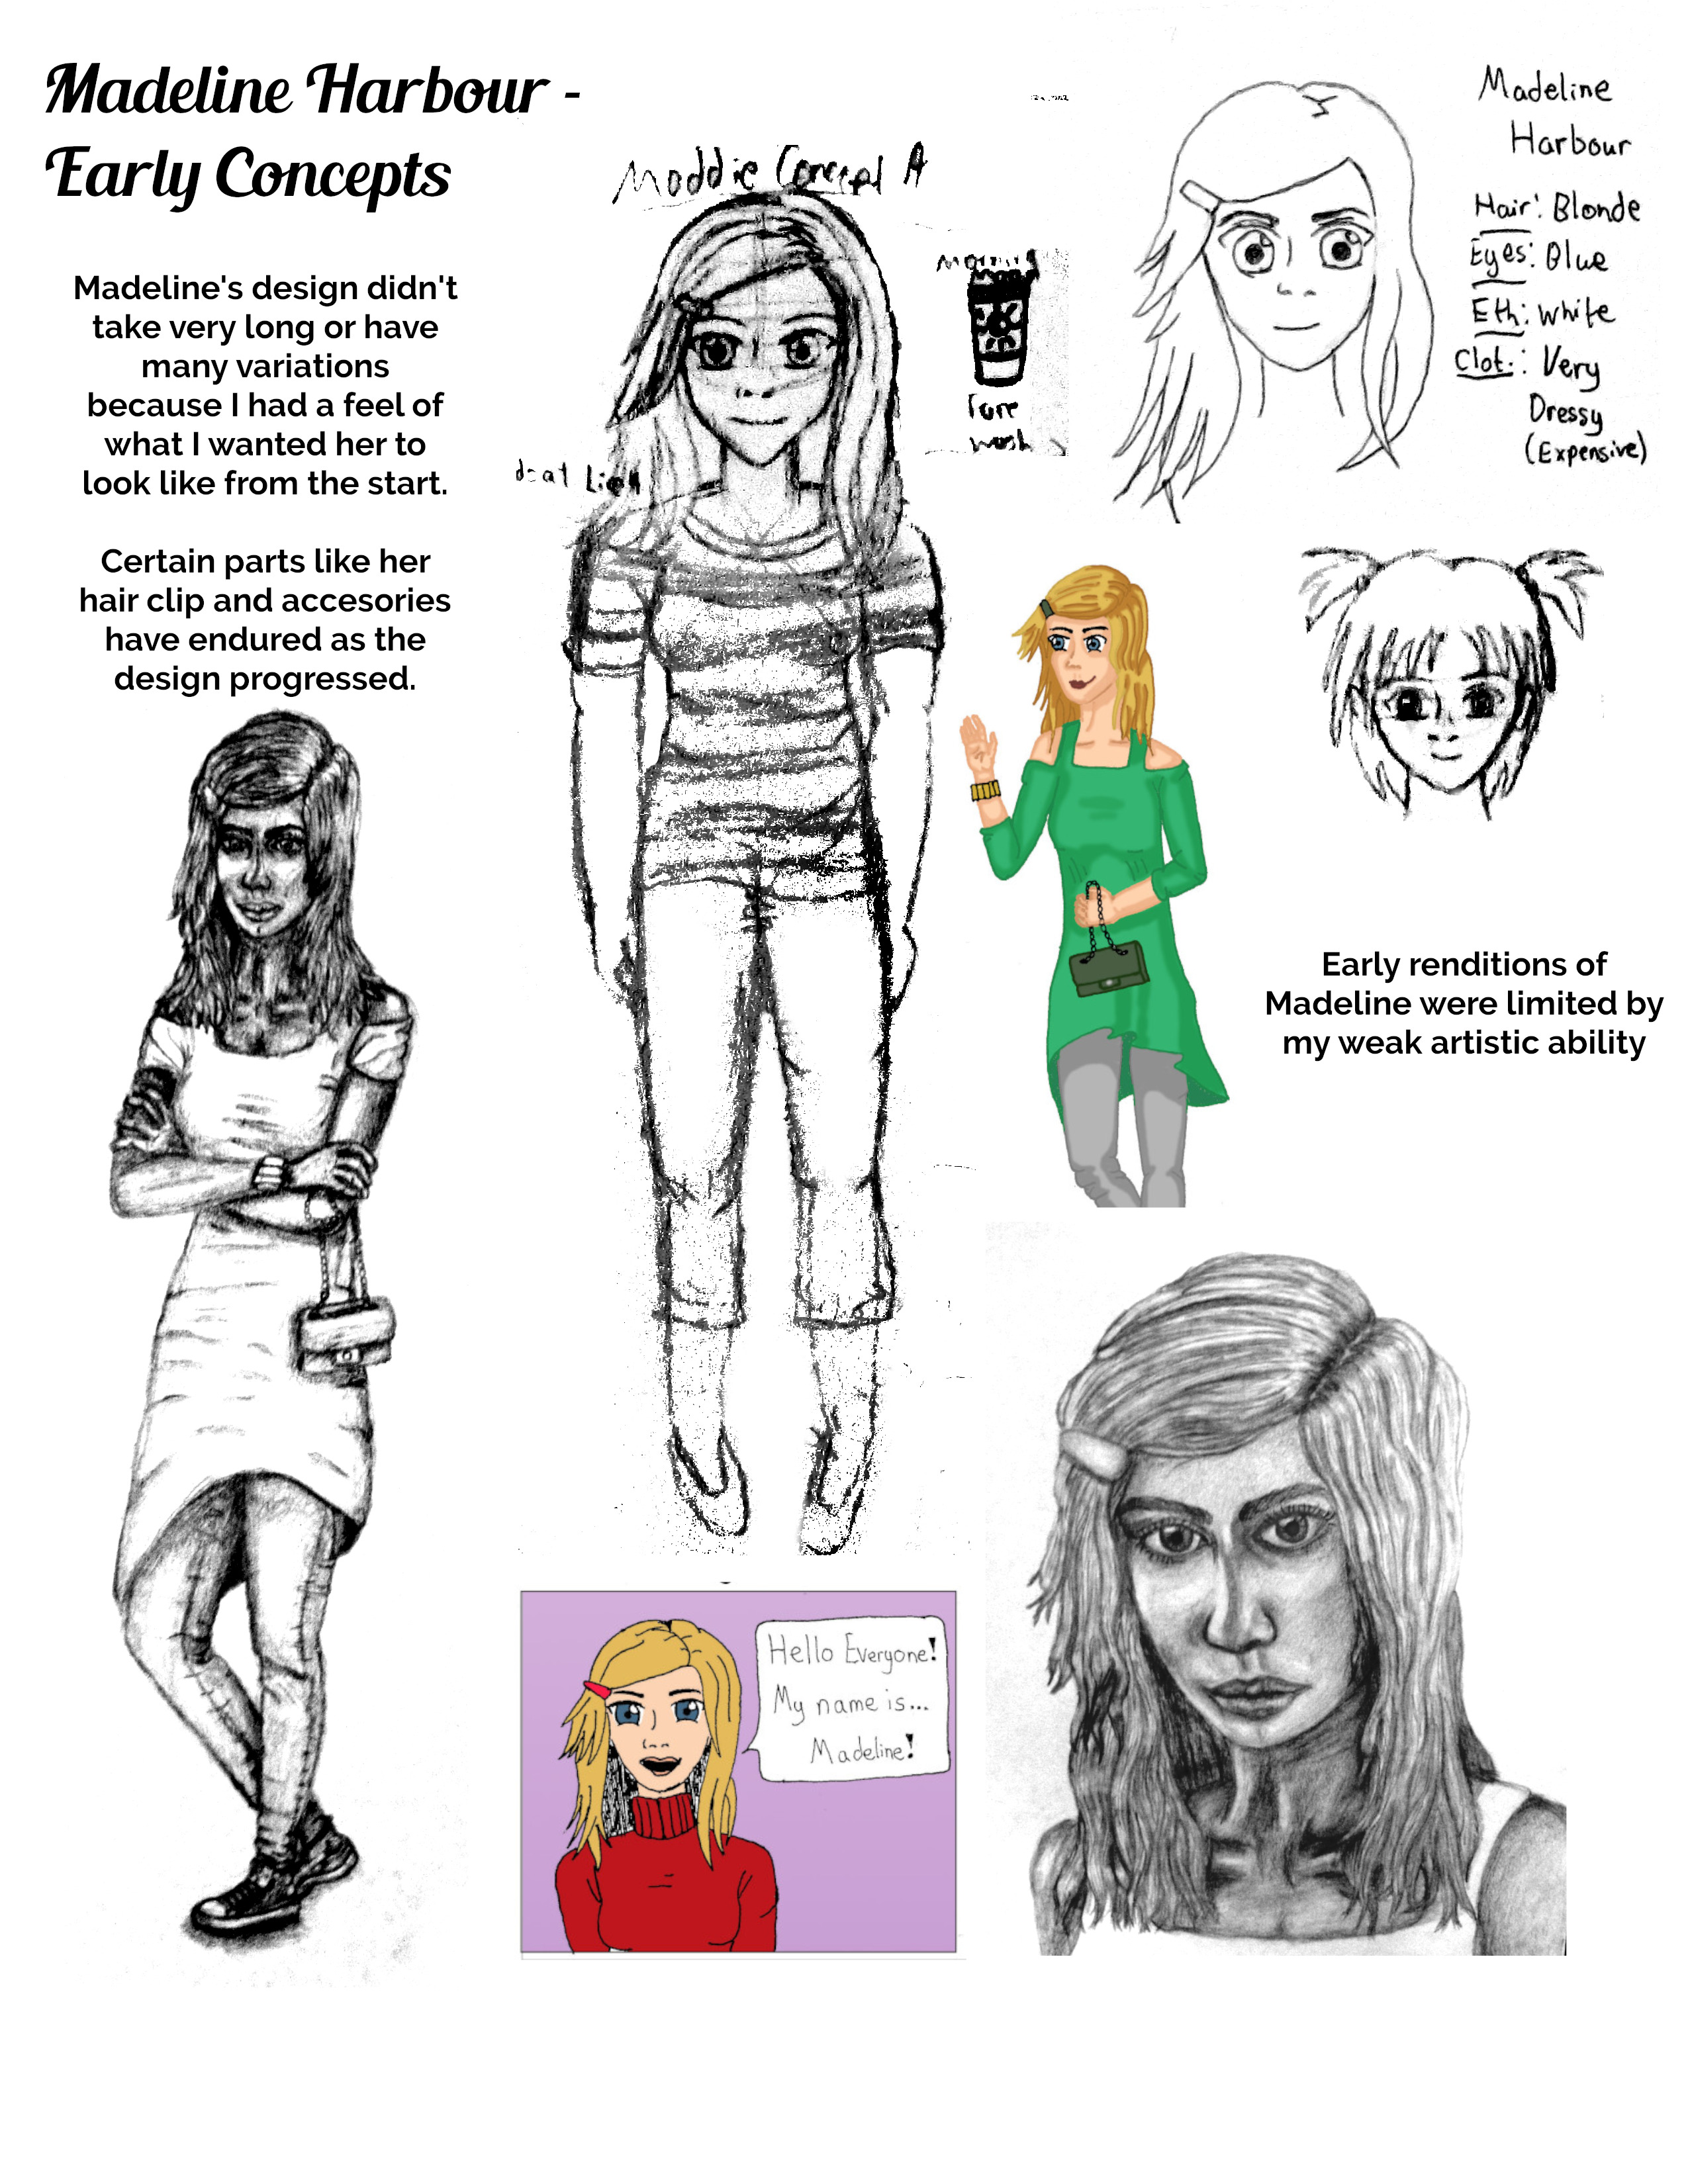 Madeline Harbour -
Early Concepts
Madeline's design didn't
take very long or have
many variations
because I had a feel of
what I wanted her to
look like from the start.
Certain parts like her
hair clip and accesories
have endured as the
design progressed.
Maddie Concept A
Madeline
Harbour
Hair: Blonde
Eyes: Blue
Eth: White
Clot.: Very
Dressy
(Expensive)
Early renditions of
Madeline were limited by
my weak artistic ability
Hello Everyone!
My name is...
Madeline!